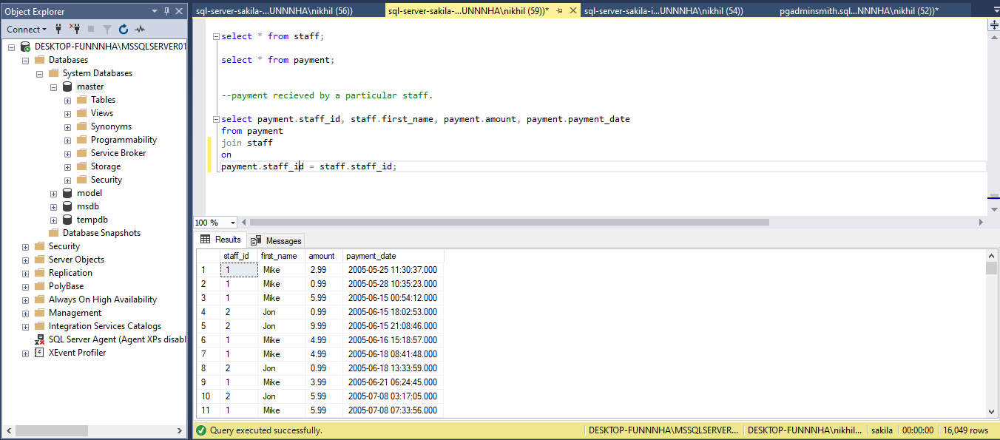 Object Explorer
Connect
DESKTOP-FUNNNHA\MSSQLSERVER01
Databases
System Databases
master
Tables
Views
Synonyms
Programmability
Service Broker
Storage
Security
model
msdb
tempdb
Database Snapshots
Security
Server Objects
Replication
PolyBase
Always On High Availability
Management
Integration Services Catalogs
SQL Server Agent (Agent XPs disabl
XEvent Profiler
sql-server-sakila-...UNNNHA\nikhil (56)) sql-server-sakila-...UNNNHA\nikhil (59))* sql-server-sakila-i...UNNNHA\nikhil (54)) pgadminsmith.sql...NNNHA\nikhil (52))*
select * from staff;
select * from payment;
--payment recieved by a particular staff.
select payment.staff_id, staff.first_name, payment.amount, payment.payment_date
from payment
join staff
on
payment.staff_id = staff.staff_id;
100 %
Results Messages
staff_id first_name amount payment_date
1 1 Mike 2.99 2005-05-25 11:30:37.000
2 1 Mike 0.99 2005-05-28 10:35:23.000
3 1 Mike 5.99 2005-06-15 00:54:12.000
4 2 Jon 0.99 2005-06-15 18:02:53.000
5 2 Jon 9.99 2005-06-15 21:08:46.000
6 1 Mike 4.99 2005-06-16 15:18:57.000
7 1 Mike 4.99 2005-06-18 08:41:48.000
8 2 Jon 0.99 2005-06-18 13:33:59.000
9 1 Mike 3.99 2005-06-21 06:24:45.000
10 2 Jon 5.99 2005-07-08 03:17:05.000
11 1 Mike 5.99 2005-07-08 07:33:56.000
Query executed successfully. DESKTOP-FUNNNHA\MSSQLSERVER... DESKTOP-FUNNNHA\nikhil... sakila 00:00:00 16,049 rows